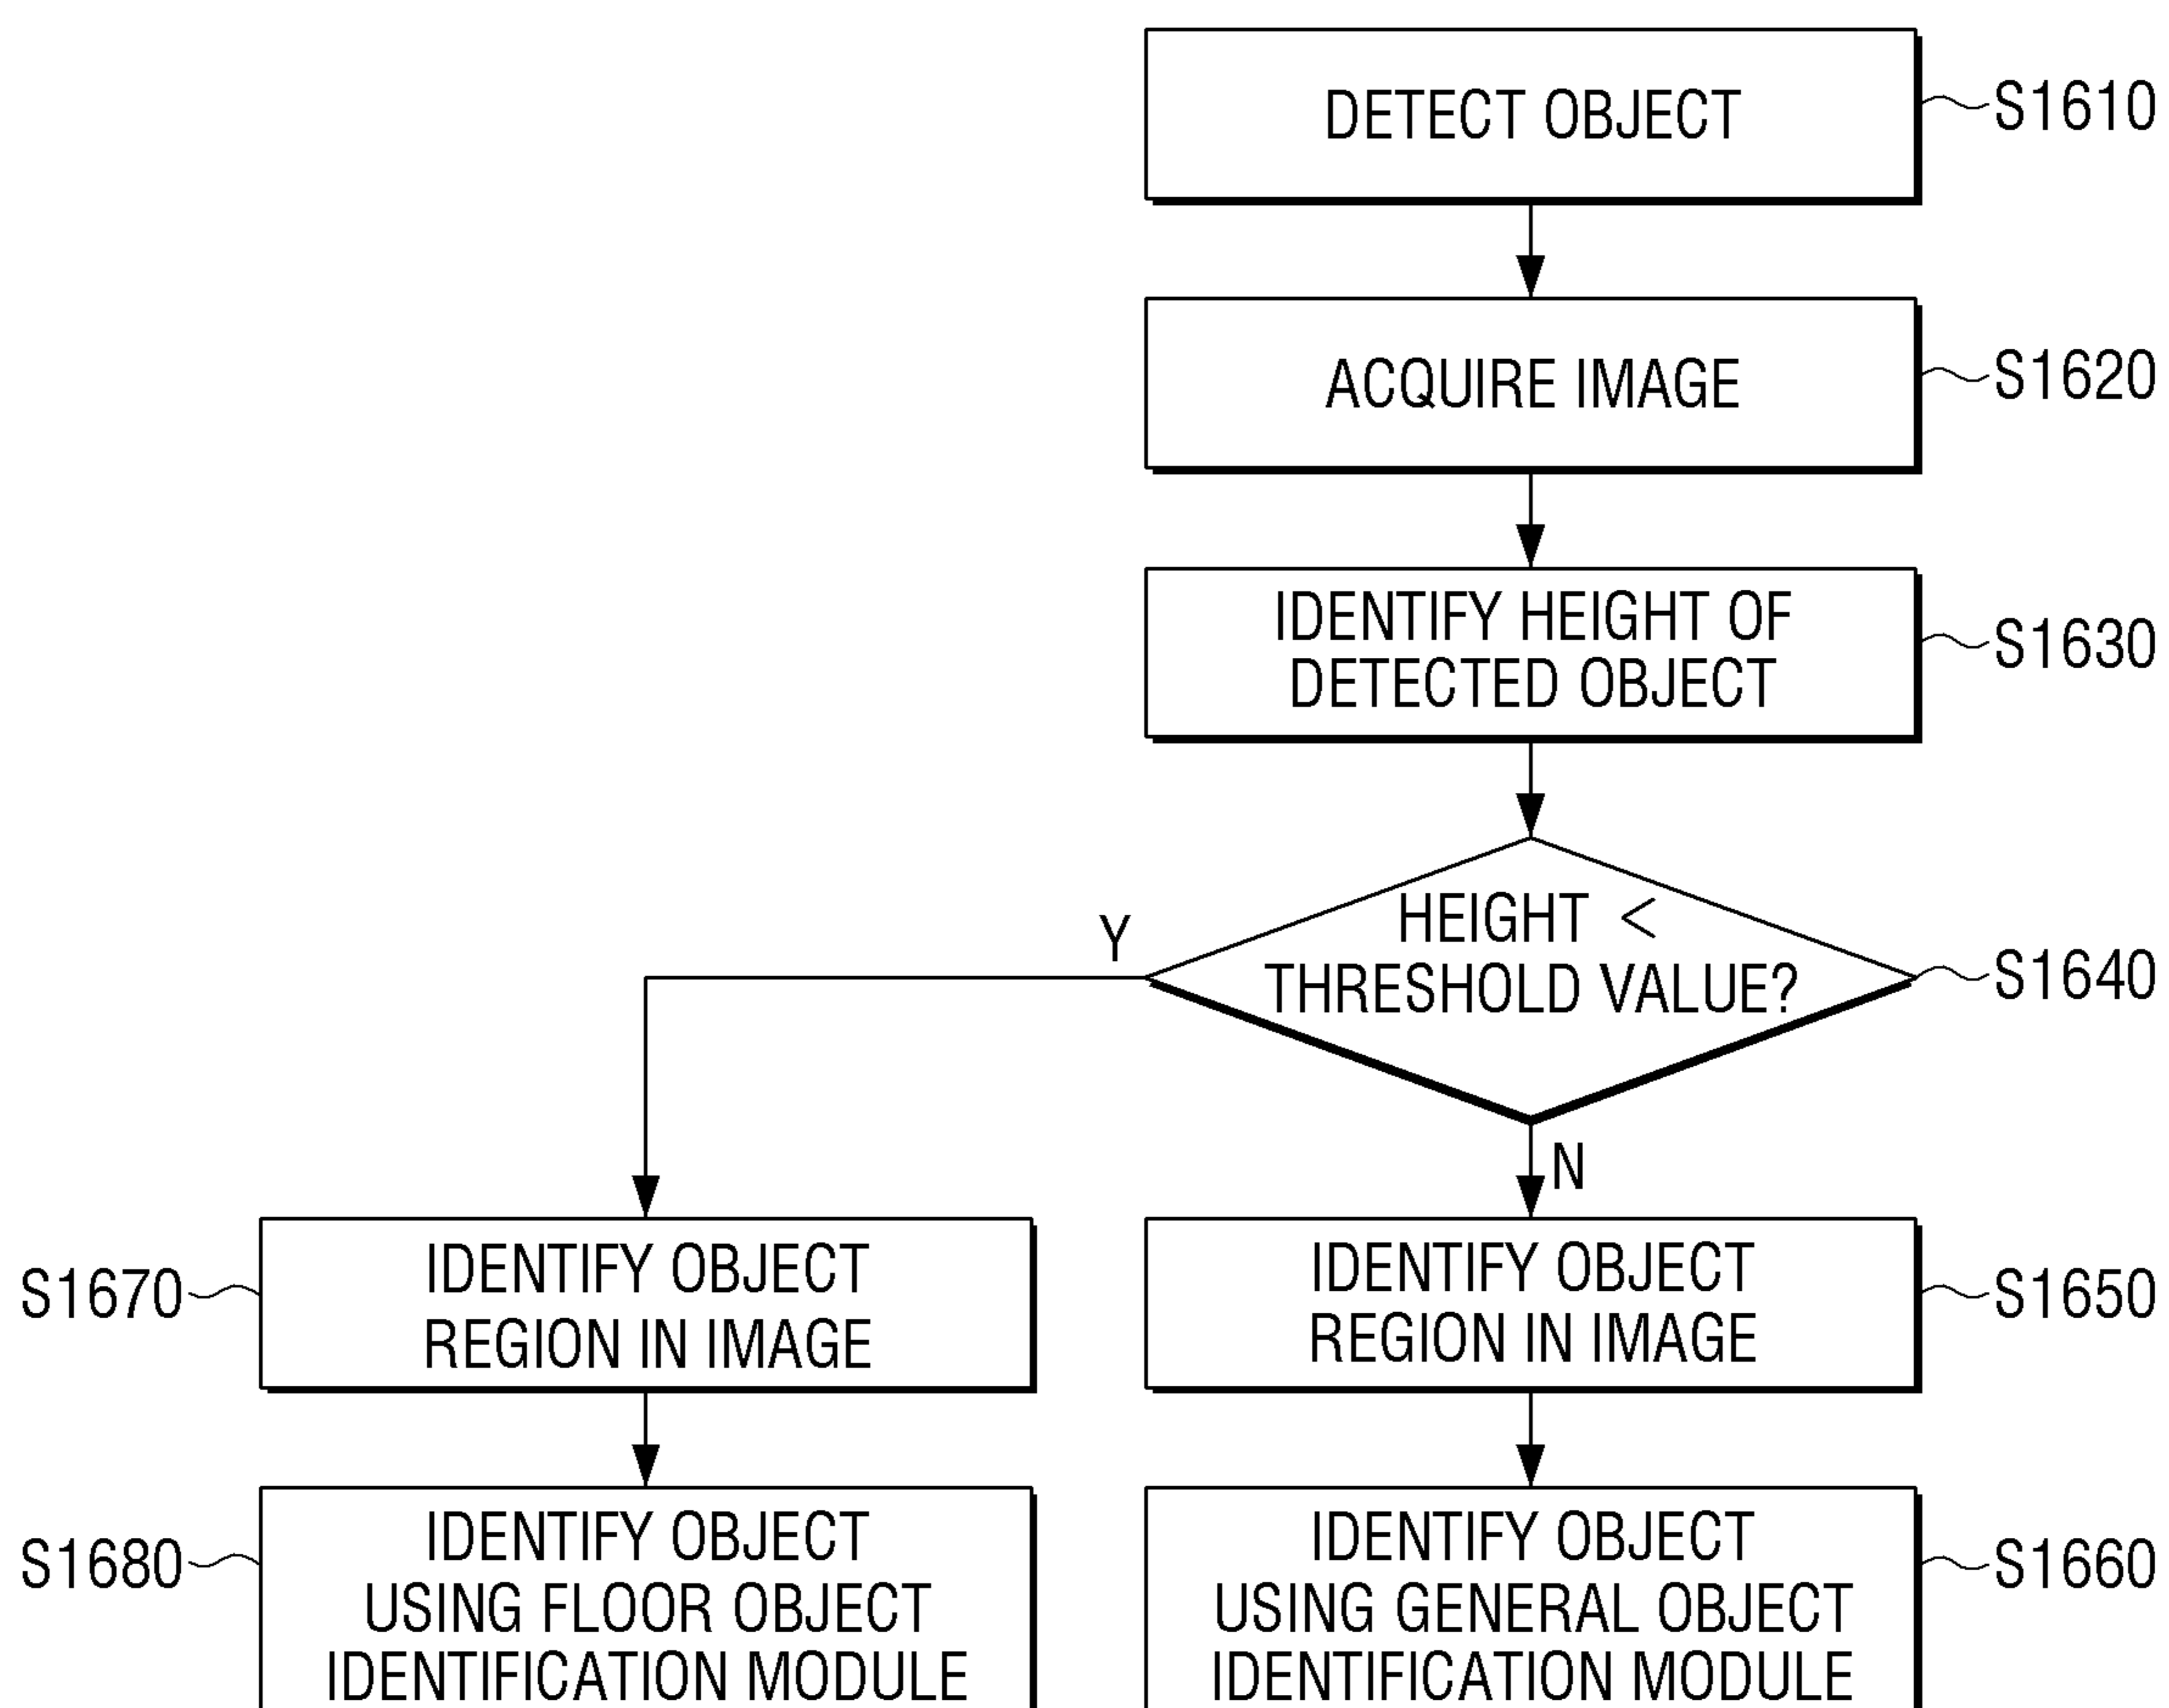 DETECT OBJECT
S1610
ACQUIRE IMAGE
S1620
IDENTIFY HEIGHT OF
DETECTED OBJECT
S1630
HEIGHT <
THRESHOLD VALUE?
S1640
Y
N
S1670
IDENTIFY OBJECT
REGION IN IMAGE
IDENTIFY OBJECT
REGION IN IMAGE
S1650
S1680
IDENTIFY OBJECT
USING FLOOR OBJECT
IDENTIFICATION MODULE
IDENTIFY OBJECT
USING GENERAL OBJECT
IDENTIFICATION MODULE
S1660